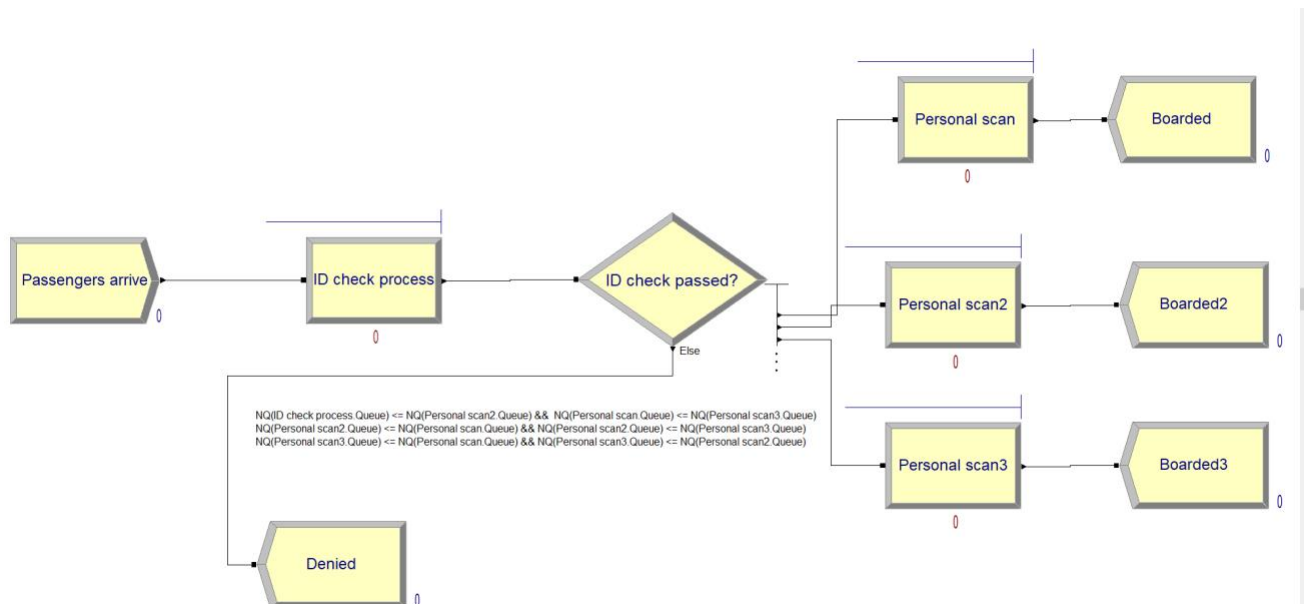 Personal scan
Boarded
0
0
Passengers arrive
ID check process
ID check passed?
Personal scan2
Boarded2
0
0
0
0
Else
NQ(ID check process.Queue) <= NQ(Personal scan2.Queue) && NQ(Personal scan.Queue) <= NQ(Personal scan3.Queue)
NQ(Personal scan2.Queue) <= NQ(Personal scan.Queue) && NQ(Personal scan2.Queue) <= NQ(Personal scan3.Queue)
NQ(Personal scan3.Queue) <= NQ(Personal scan.Queue) && NQ(Personal scan3.Queue) <= NQ(Personal scan2.Queue)
Personal scan3
Boarded3
0
0
Denied
0